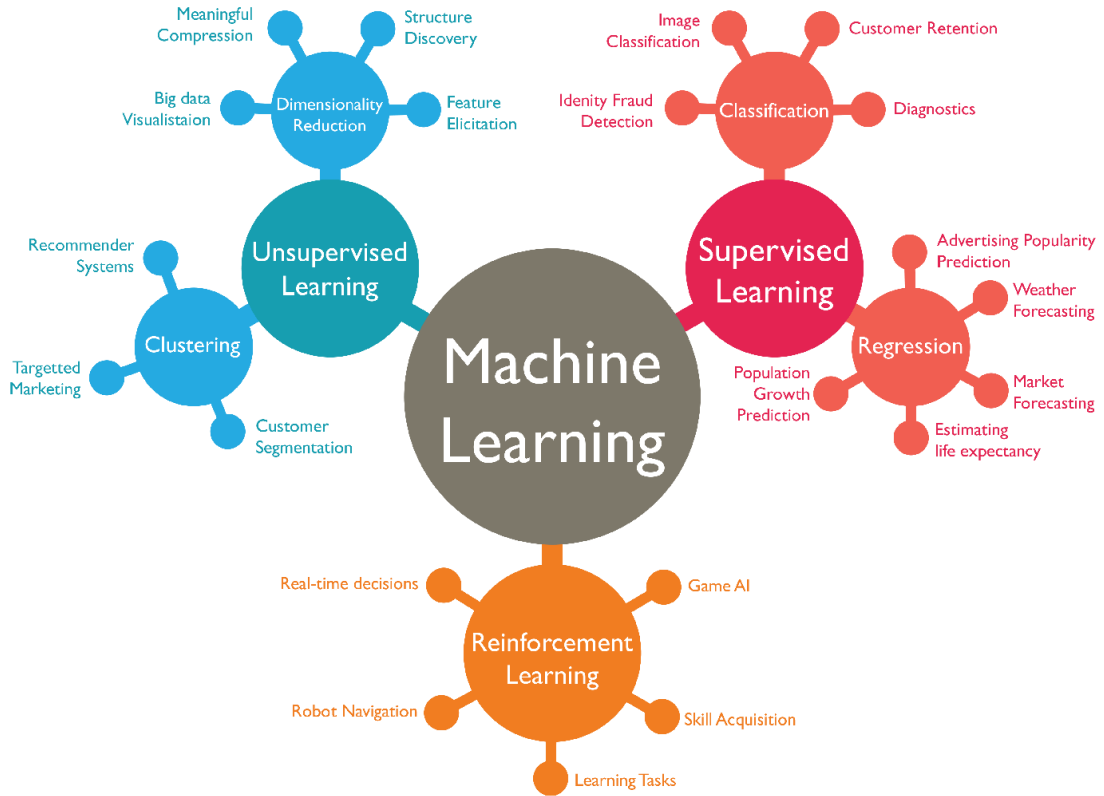 Meaningful
Compression
Structure
Discovery
Big data
Visualistaion
Dimensionality
Reduction
Feature
Elicitation
Unsupervised
Learning
Recommender
Systems
Clustering
Targetted
Marketing
Customer
Segmentation
Image
Classification
Customer Retention
Idenity Fraud
Detection
Classification
Diagnostics
Supervised
Learning
Advertising Popularity
Prediction
Weather
Forecasting
Regression
Population
Growth
Prediction
Market
Forecasting
Estimating
life expectancy
Machine
Learning
Real-time decisions
Game AI
Reinforcement
Learning
Robot Navigation
Skill Acquisition
Learning Tasks